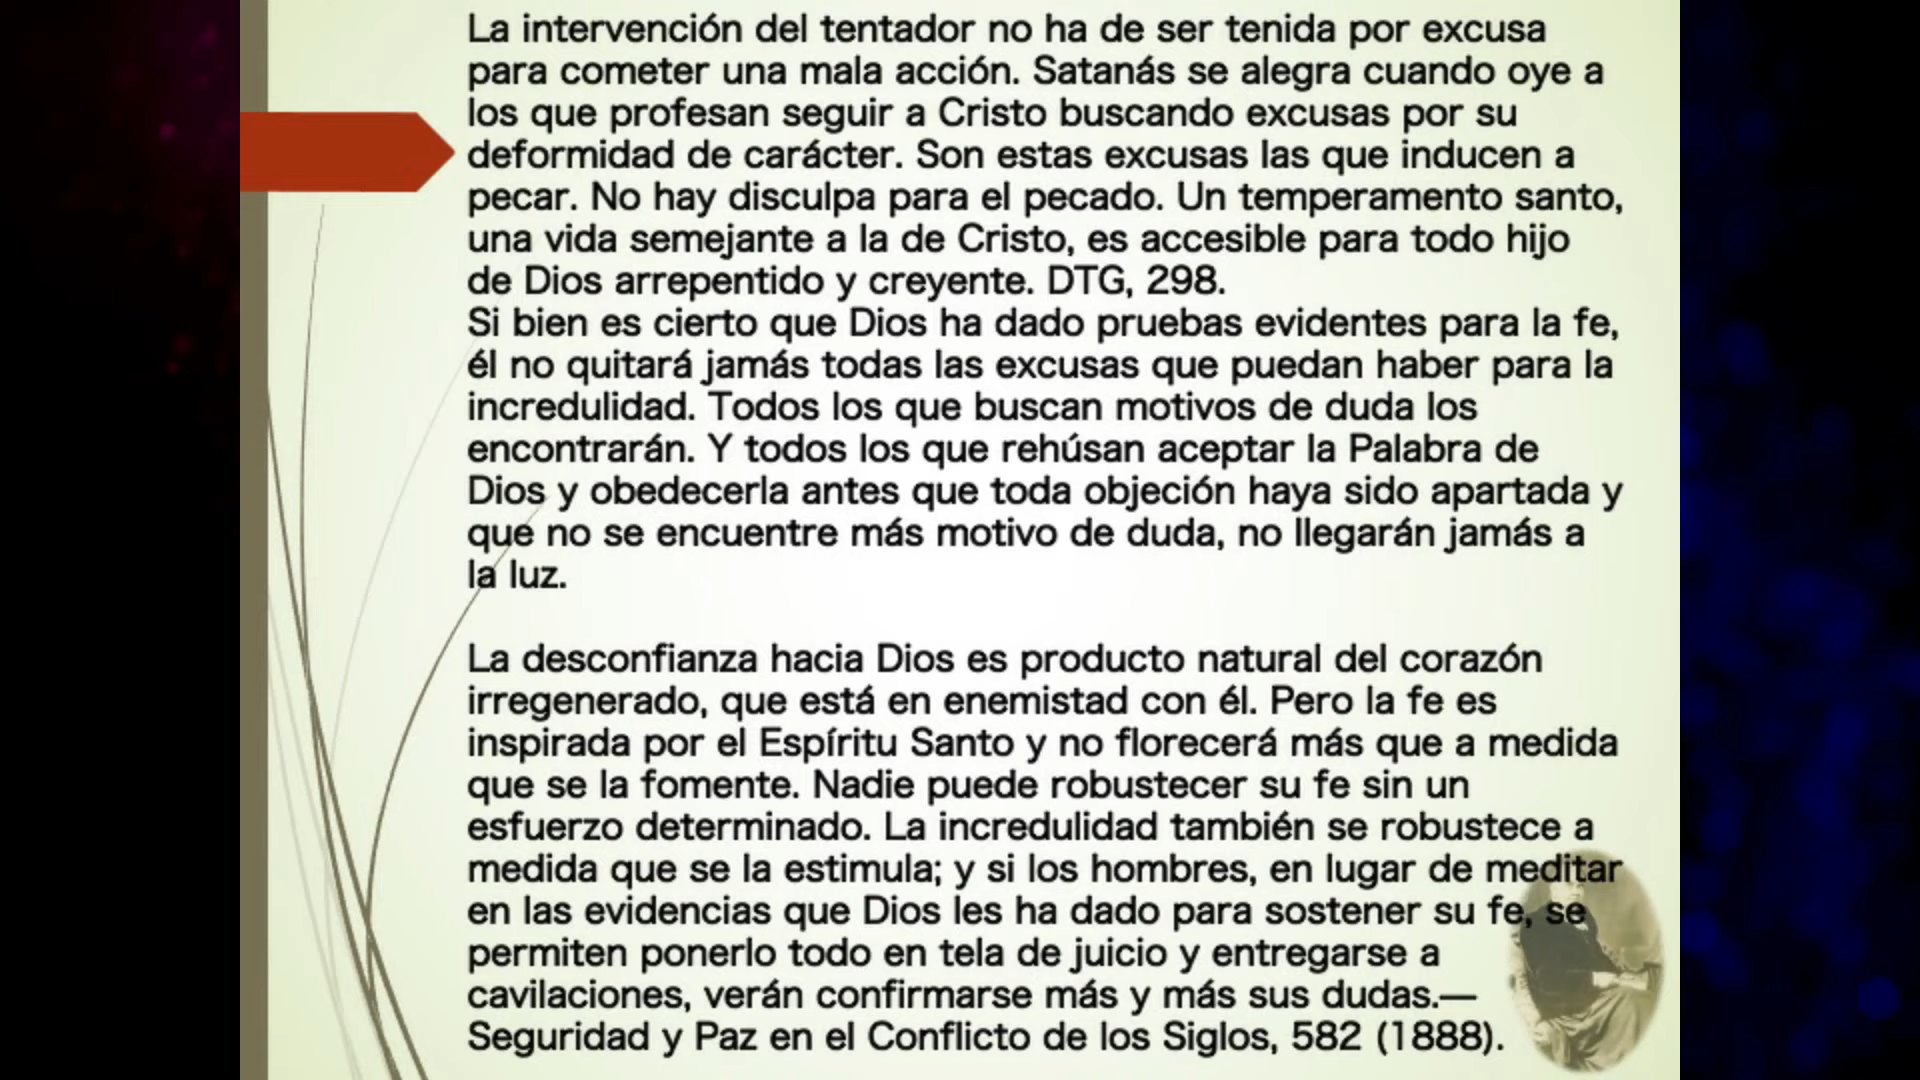 La intervención del tentador no ha de ser tenida por excusa
para cometer una mala acción. Satanás se alegra cuando oye a
los que profesan seguir a Cristo buscando excusas por su
deformidad de carácter. Son estas excusas las que inducen a
pecar. No hay disculpa para el pecado. Un temperamento santo,
una vida semejante a la de Cristo, es accesible para todo hijo
de Dios arrepentido y creyente. DTG, 298.
Si bien es cierto que Dios ha dado pruebas evidentes para la fe,
él no quitará jamás todas las excusas que puedan haber para la
incredulidad. Todos los que buscan motivos de duda los
encontrarán. Y todos los que rehúsan aceptar la Palabra de
Dios y obedecerla antes que toda objeción haya sido apartada y
que no se encuentre más motivo de duda, no llegarán jamás a
la luz.
La desconfianza hacia Dios es producto natural del corazón
irregenerado, que está en enemistad con él. Pero la fe es
inspirada por el Espíritu Santo y no florecerá más que a medida
que se la fomente. Nadie puede robustecer su fe sin un
esfuerzo determinado. La incredulidad también se robustece a
medida que se la estimula; y si los hombres, en lugar de meditar
en las evidencias que Dios les ha dado para sostener su fe, se
permiten ponerlo todo en tela de juicio y entregarse a
cavilaciones, verán confirmarse más y más sus dudas.—
Seguridad y Paz en el Conflicto de los Siglos, 582 (1888).